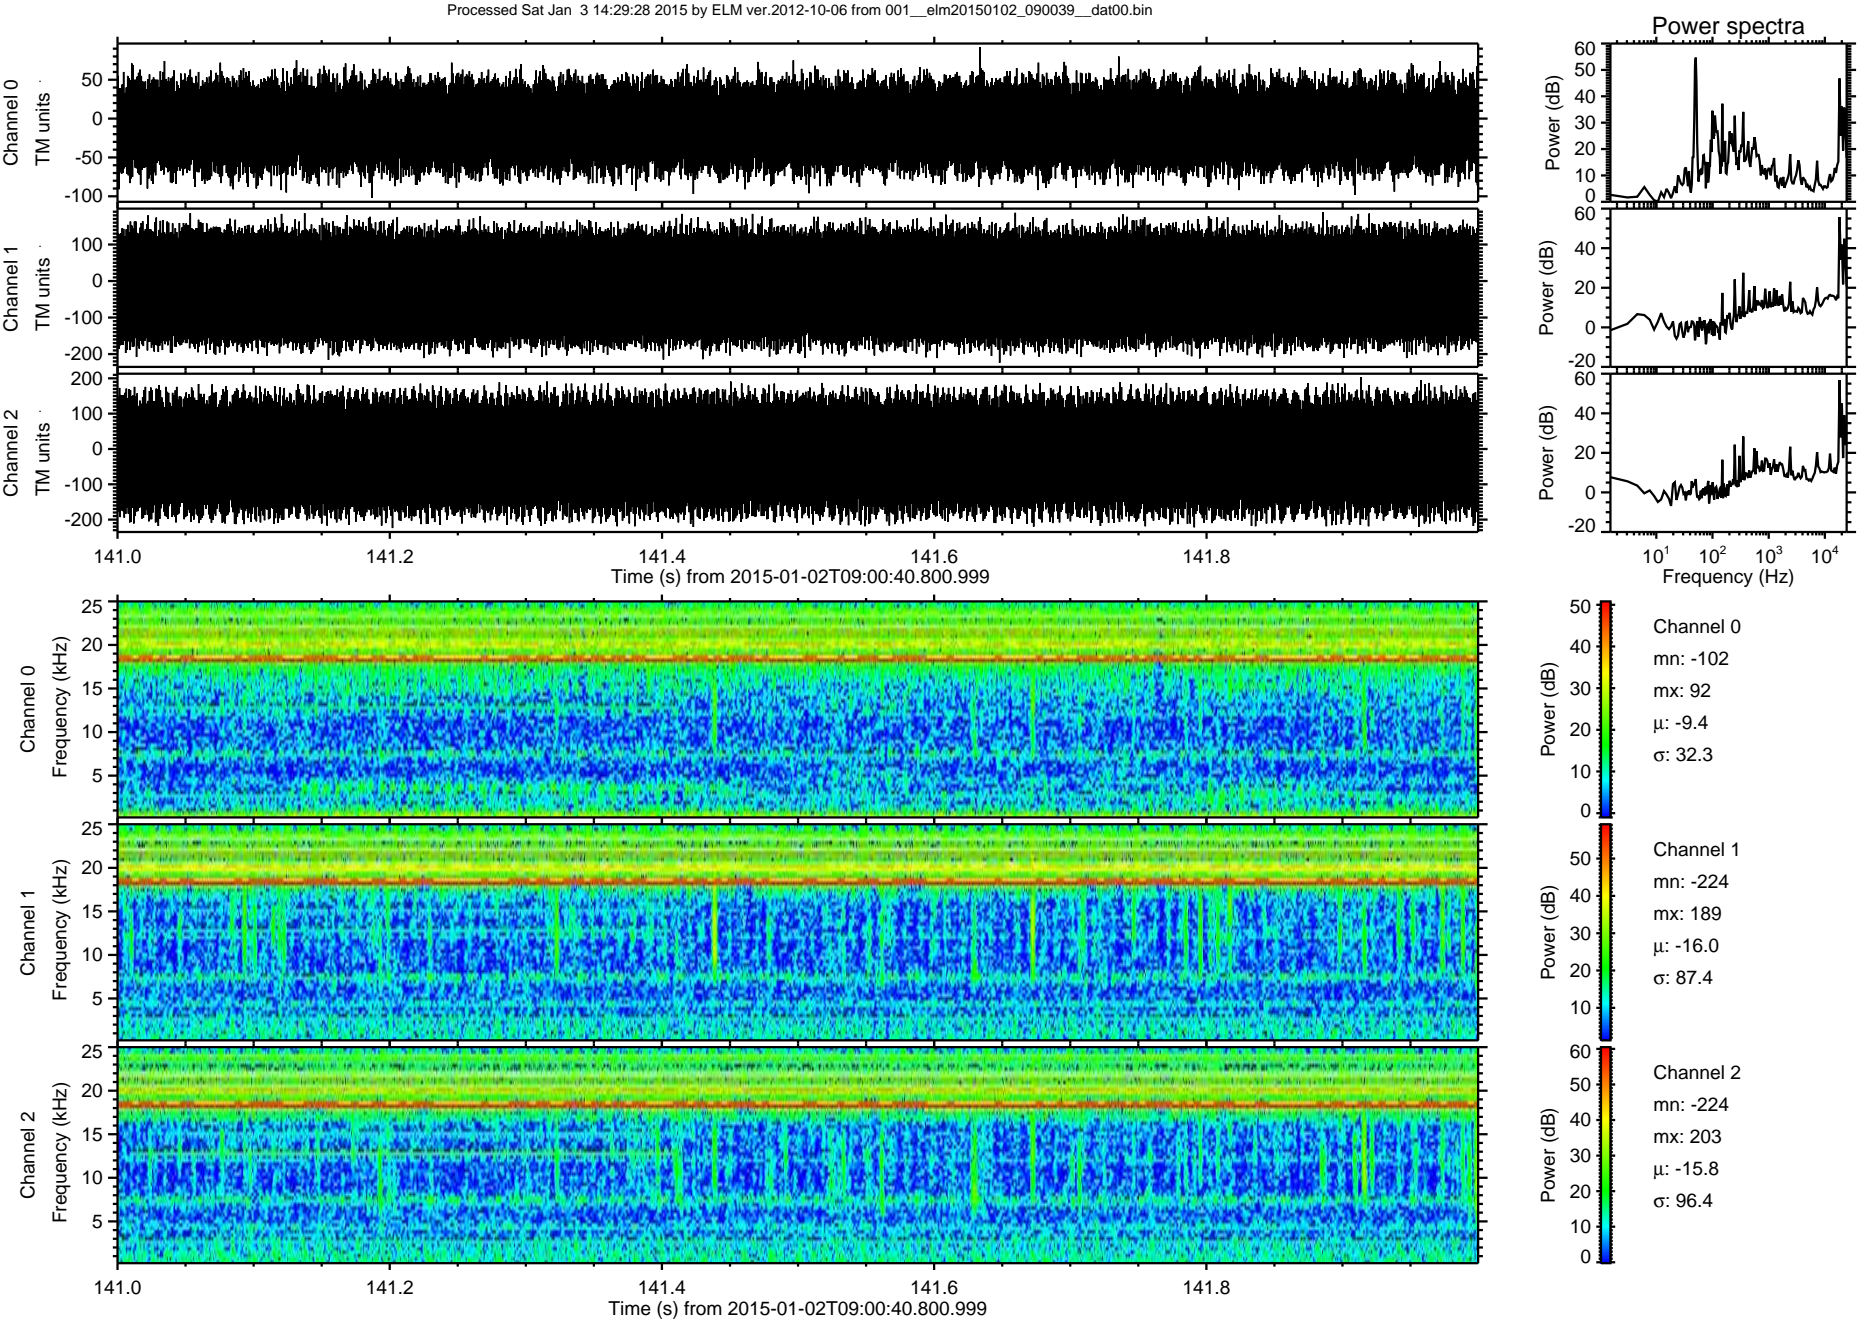 Processed Sat Jan  3 14:29:28 2015 by ELM ver.2012-10-06 from 001__elm20150102_090039__dat00.bin
Power spectra
Channel 0
TM units
50
0
-50
-100
Power (dB)
60
50
40
30
20
10
0
Channel 1
TM units
100
0
-100
-200
Power (dB)
60
40
20
0
-20
Channel 2
TM units
200
100
0
-100
-200
Power (dB)
60
40
20
0
-20
141.0
141.2
141.4
141.6
141.8
Time (s) from 2015-01-02T09:00:40.800.999
10¹
10²
10³
10⁴
Frequency (Hz)
Channel 0
Frequency (kHz)
25
20
15
10
5
Power (dB)
50
40
30
20
10
0
Channel 0
mn: -102
mx: 92
μ: -9.4
σ: 32.3
Channel 1
Frequency (kHz)
25
20
15
10
5
Power (dB)
50
40
30
20
10
Channel 1
mn: -224
mx: 189
μ: -16.0
σ: 87.4
Channel 2
Frequency (kHz)
25
20
15
10
5
Power (dB)
60
50
40
30
20
10
0
Channel 2
mn: -224
mx: 203
μ: -15.8
σ: 96.4
141.0
141.2
141.4
141.6
141.8
Time (s) from 2015-01-02T09:00:40.800.999